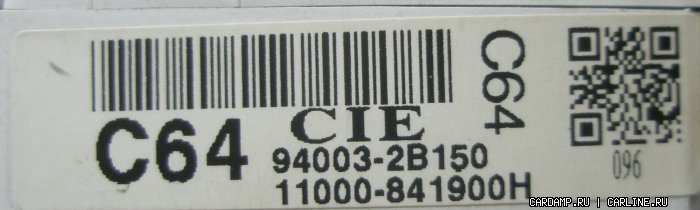 C64
CIE
C64
94003-2B150
11000-841900H
096
CARDAMP.RU | CARLINE.RU